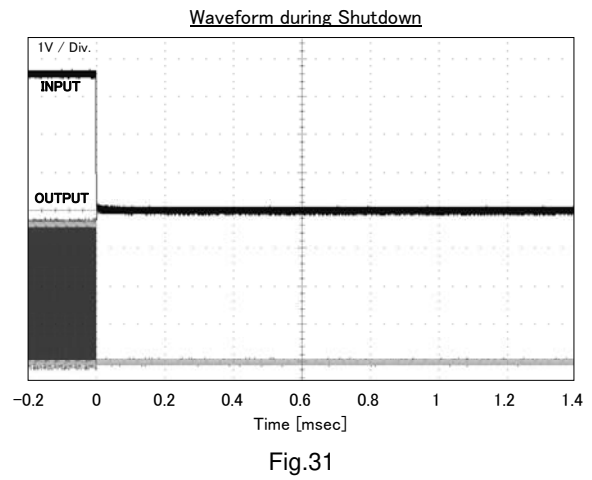 Waveform during Shutdown
1V / Div.
INPUT
OUTPUT
-0.2 0 0.2 0.4 0.6 0.8 1 1.2 1.4
Time [msec]
Fig.31